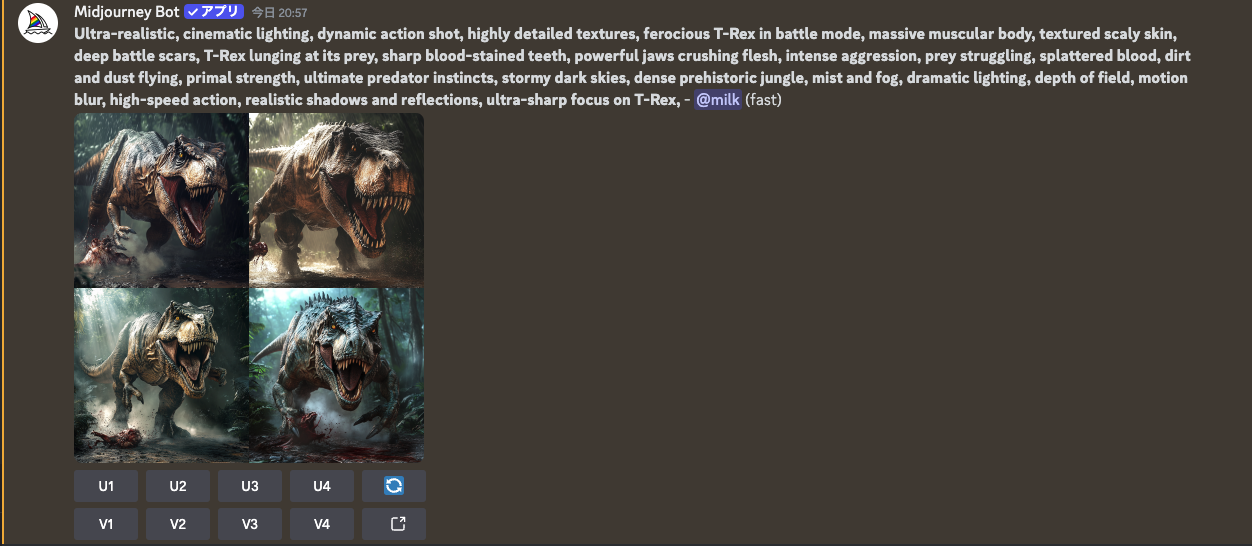 Midjourney Bot ✓ アプリ 今日 20:57
Ultra-realistic, cinematic lighting, dynamic action shot, highly detailed textures, ferocious T-Rex in battle mode, massive muscular body, textured scaly skin,
deep battle scars, T-Rex lunging at its prey, sharp blood-stained teeth, powerful jaws crushing flesh, intense aggression, prey struggling, splattered blood, dirt
and dust flying, primal strength, ultimate predator instincts, stormy dark skies, dense prehistoric jungle, mist and fog, dramatic lighting, depth of field, motion
blur, high-speed action, realistic shadows and reflections, ultra-sharp focus on T-Rex, - @milk (fast)
U1 U2 U3 U4
V1 V2 V3 V4